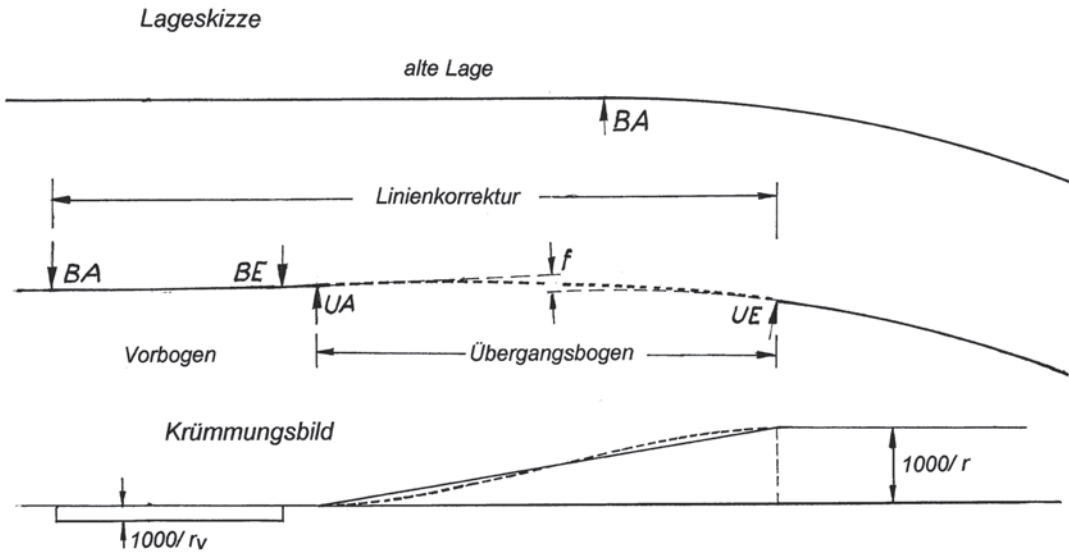 Lageskizze
alte Lage
BA
Linienkorrektur
BA
BE
f
UA
UE
Vorbogen
Übergangsbogen
Krümmungsbild
1000/ r
1000/ rv